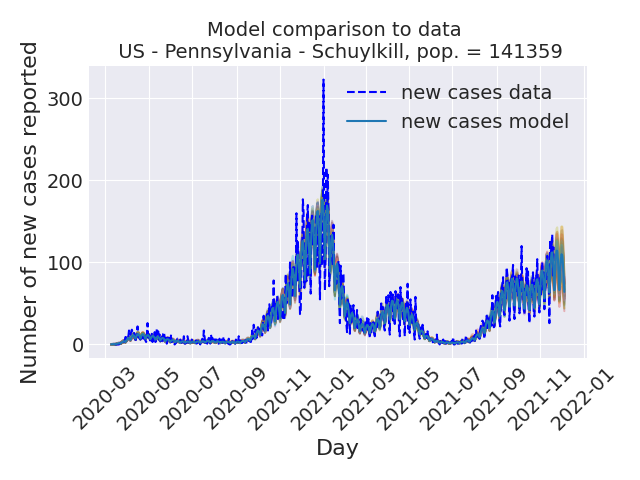 Model comparison to data
US - Pennsylvania - Schuylkill, pop. = 141359
Number of new cases reported
300
200
100
0
new cases data
new cases model
2020-03
2020-05
2020-07
2020-09
2020-11
2021-01
2021-03
2021-05
2021-07
2021-09
2021-11
2022-01
Day